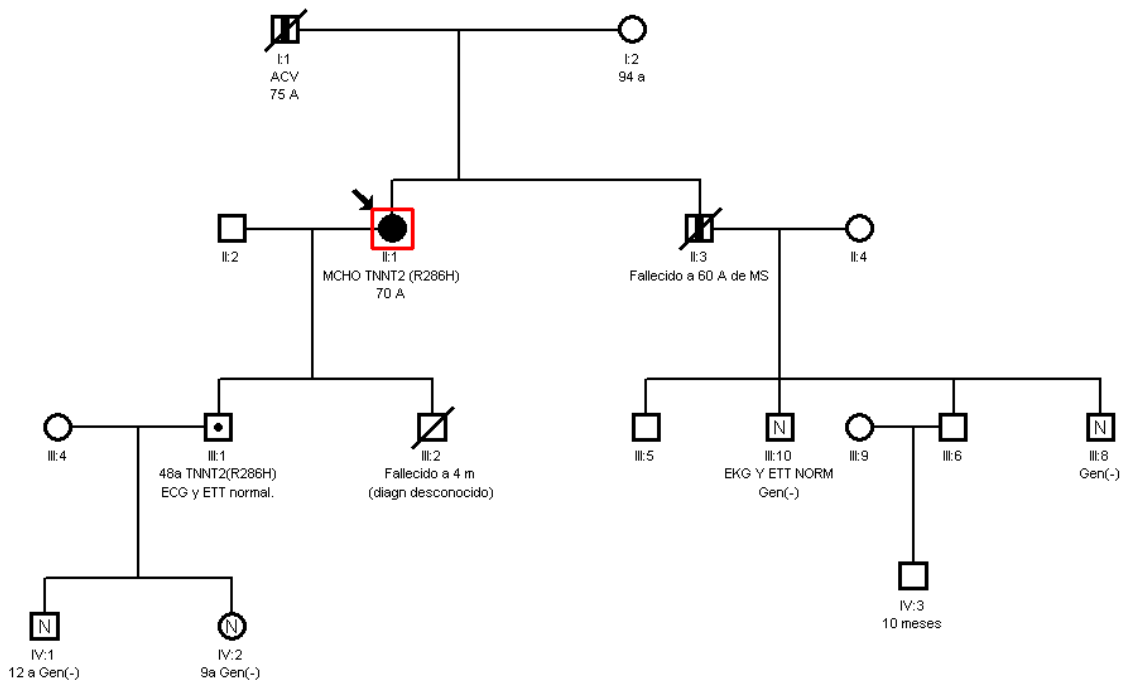 I:1
ACV
75 A
I:2
94 a
II:2
II:1
MCHO TNNT2 (R286H)
70 A
II:3
Fallecido a 60 A de MS
II:4
III:4
III:1
48a TNNT2(R286H)
ECG y ETT normal.
III:2
Fallecido a 4 m
(diagn desconocido)
III:5
N
III:10
EKG Y ETT NORM
Gen(-)
III:9
III:6
N
III:8
Gen(-)
N
IV:1
12 a Gen(-)
N
IV:2
9a Gen(-)
IV:3
10 meses